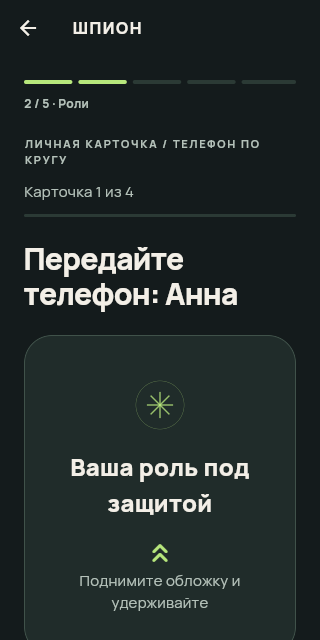 ШПИОН
2 / 5 · Роли
ЛИЧНАЯ КАРТОЧКА / ТЕЛЕФОН ПО
КРУГУ
Карточка 1 из 4
Передайте
телефон: Анна
Ваша роль под
защитой
Поднимите обложку и
удерживайте